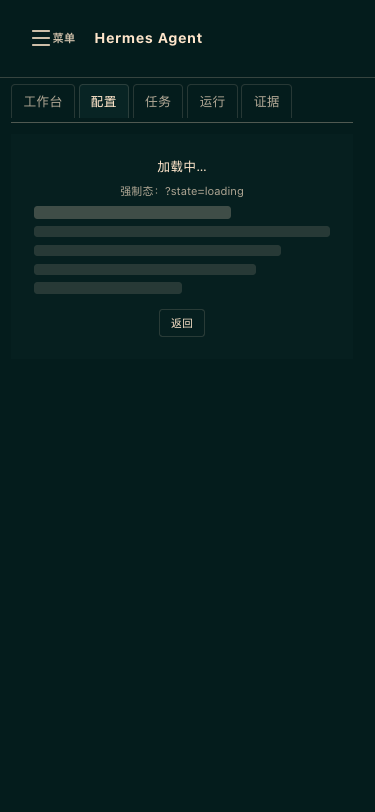 菜单 Hermes Agent
工作台 配置 任务 运行 证据
加载中...
强制态：?state=loading
返回